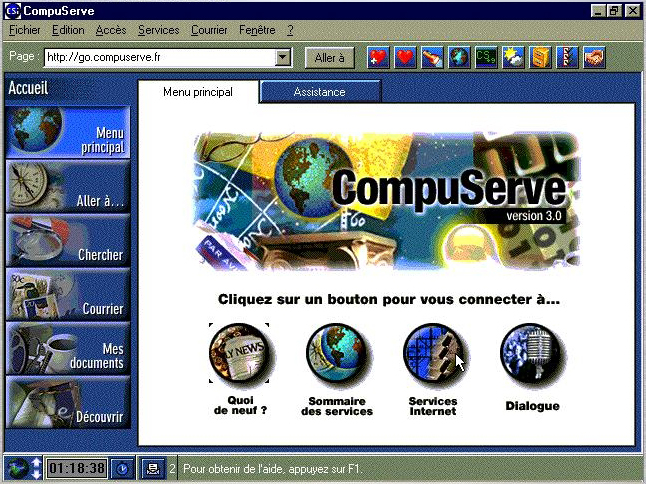 CompuServe
Fichier Edition Accès Services Courrier Fenêtre ?
Page : http://go.compuserve.fr Aller à
Accueil
Menu principal Assistance
Menu
principal
Aller à...
Chercher
Courrier
Mes
documents
Découvrir
PAR AV
CompuServe
version 3.0
Cliquez sur un bouton pour vous connecter à...
LY NEWS
Quoi
de neuf ?
Sommaire
des services
Services
Internet
Dialogue
01:18:38 2 Pour obtenir de l'aide, appuyez sur F1.